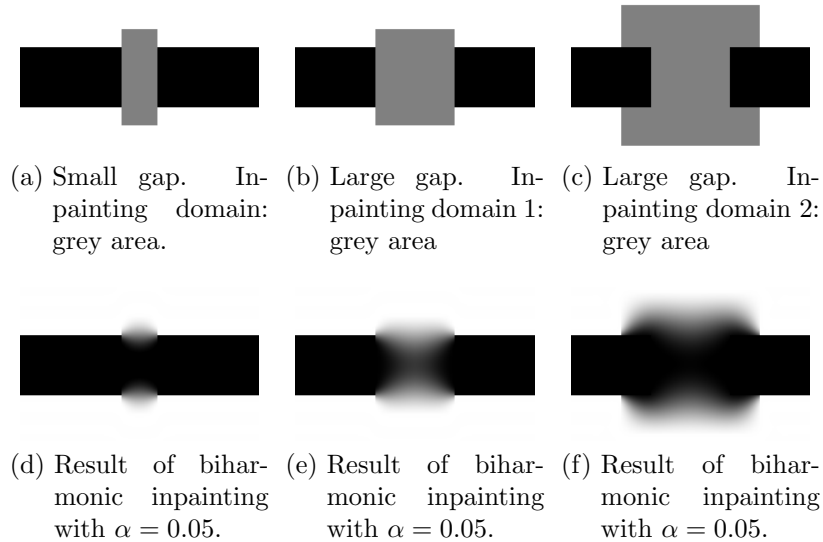 (a) Small gap. In-
painting domain:
grey area.
(b) Large gap. In-
painting domain 1:
grey area
(c) Large gap. In-
painting domain 2:
grey area
(d) Result of bihar-
monic inpainting
with α = 0.05.
(e) Result of bihar-
monic inpainting
with α = 0.05.
(f) Result of bihar-
monic inpainting
with α = 0.05.